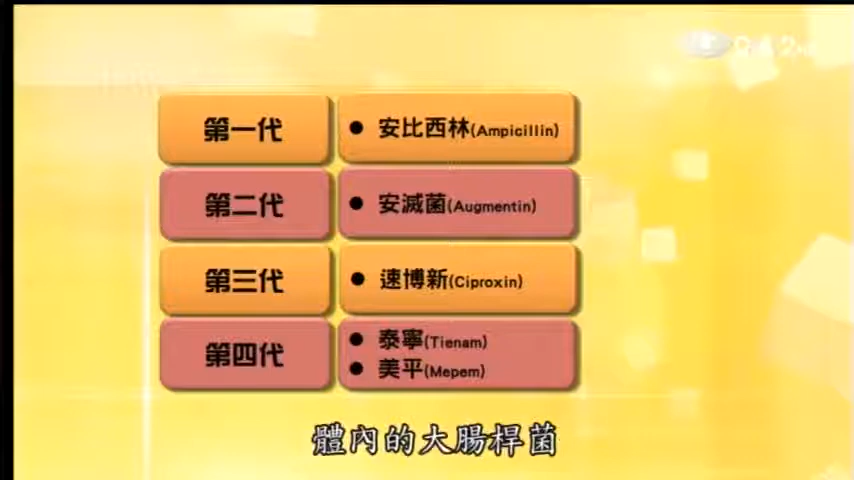 第一代
● 安比西林(Ampicillin)
第二代
● 安滅菌(Augmentin)
第三代
● 速博新(Ciproxin)
第四代
● 泰寧(Tienam)
● 美平(Mepem)
體內的大腸桿菌